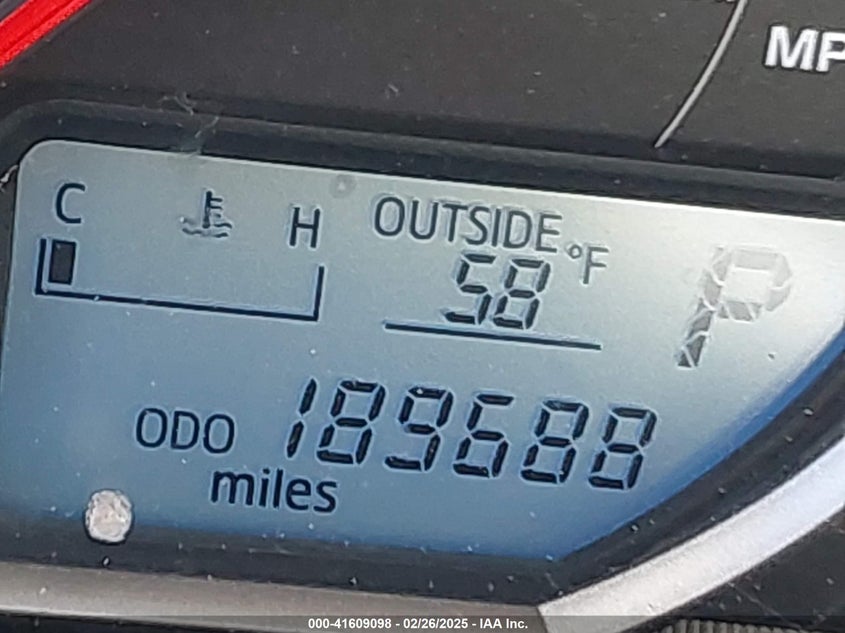 MP
C H OUTSIDE °F
58
P
ODO 189688
miles
000-41609098 - 02/26/2025 - IAA Inc.